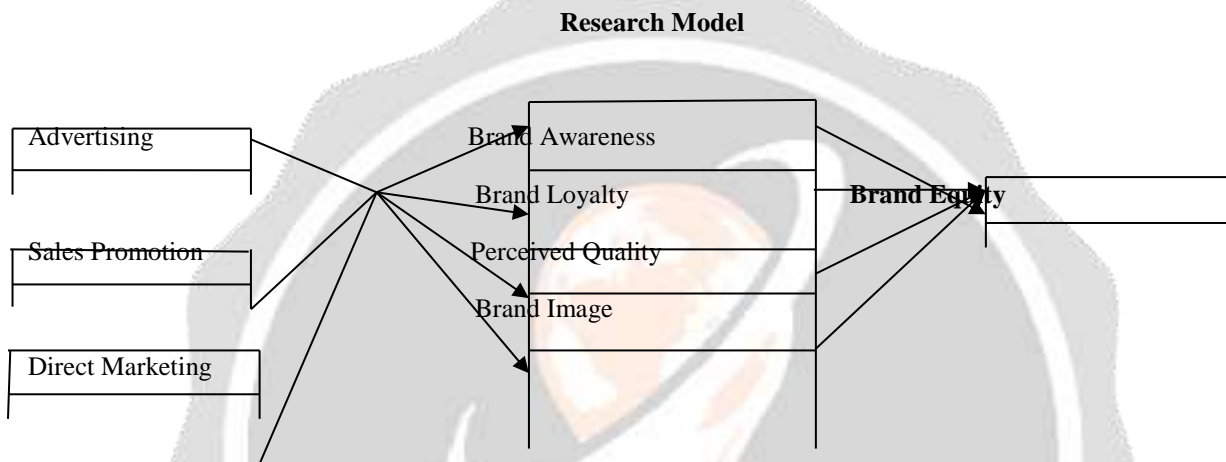 Research Model
Advertising
Brand Awareness
Brand Loyalty
Brand Equity
Sales Promotion
Perceived Quality
Brand Image
Direct Marketing